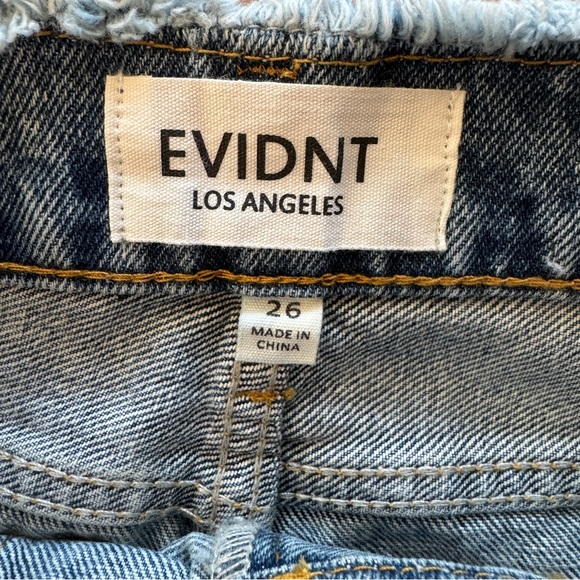 EVIDNT
LOS ANGELES
26
MADE IN
CHINA